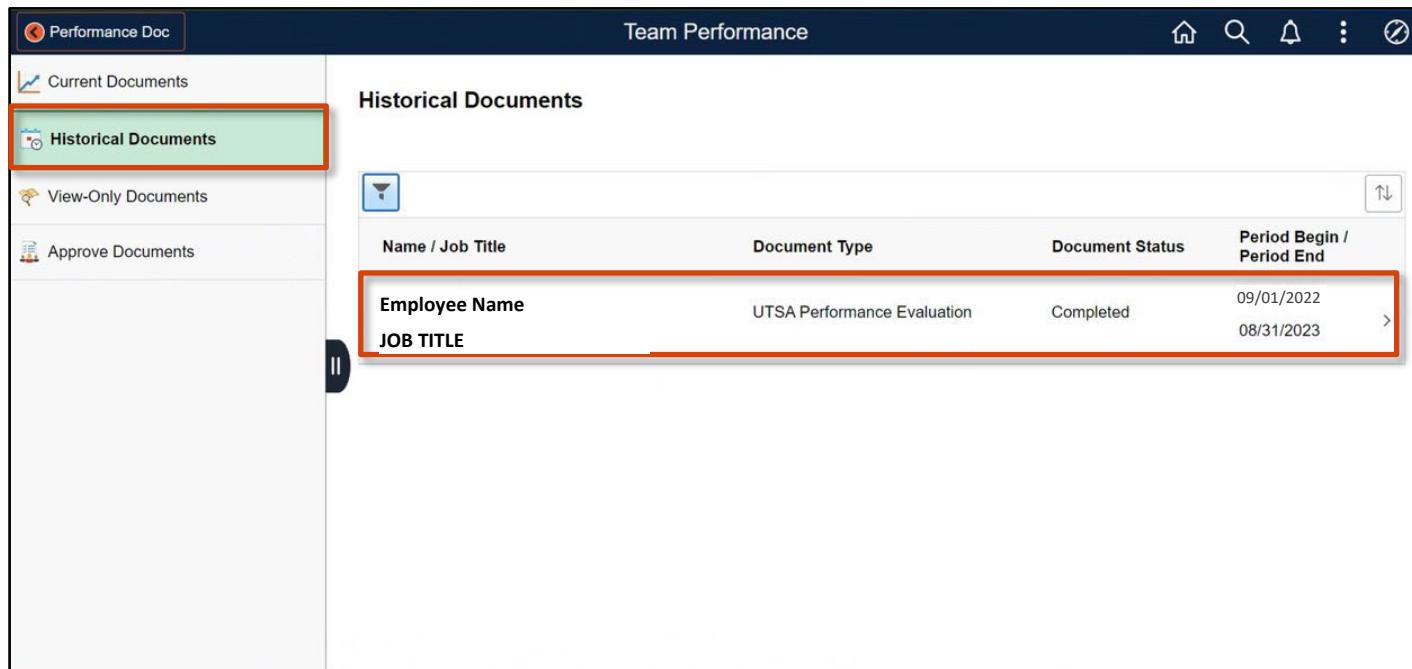 Performance Doc
Team Performance
Current Documents
Historical Documents
View-Only Documents
Approve Documents
Historical Documents
Name / Job Title
Document Type
Document Status
Period Begin /
Period End
Employee Name
JOB TITLE
UTSA Performance Evaluation
Completed
09/01/2022
08/31/2023